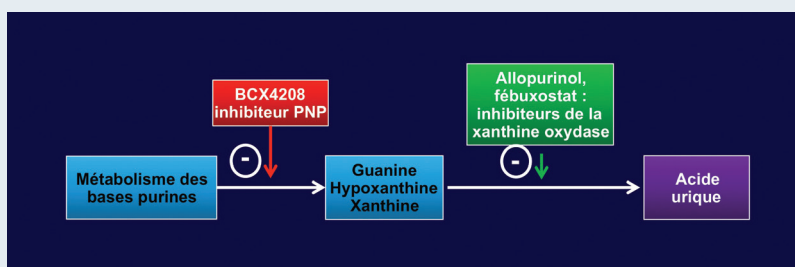 BCX4208
inhibiteur PNP
Allopurinol,
fébuxostat :
inhibiteurs de la
xanthine oxydase
-
-
Métabolisme des
bases purines
Guanine
Hypoxanthine
Xanthine
Acide
urique